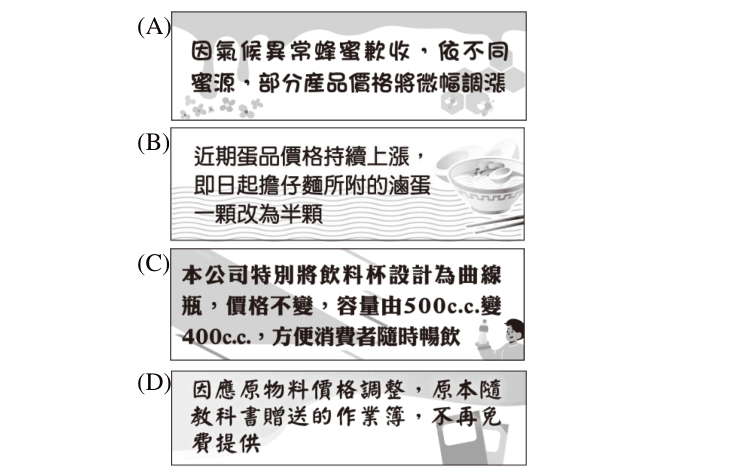 (A)
因氣候異常蜂蜜歉收，依不同
蜜源，部分產品價格將微幅調漲
(B)
近期蛋品價格持續上漲，
即日起擔仔麵所附的滷蛋
一顆改為半顆
(C)
本公司特別將飲料杯設計為曲線
瓶，價格不變，容量由500c.c.變
400c.c.，方便消費者隨時暢飲
(D)
因應原物料價格調整，原本隨
教科書贈送的作業簿，不再免
費提供